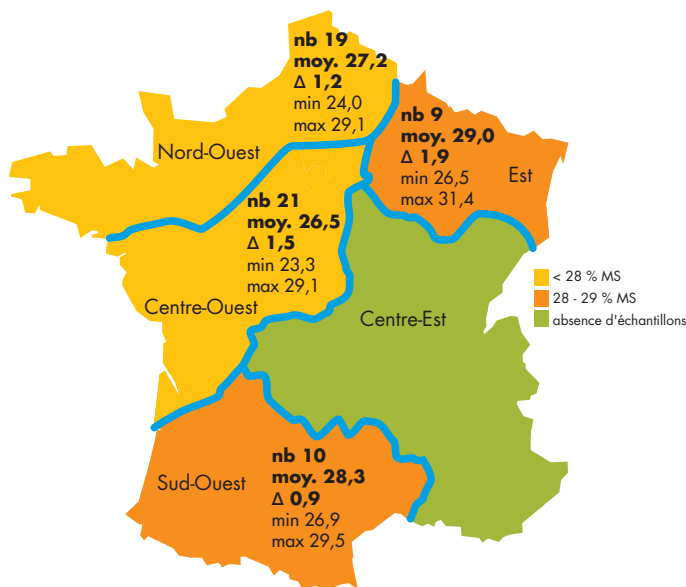 nb 19
moy. 27,2
Δ 1,2
min 24,0
max 29,1
Nord-Ouest
nb 9
moy. 29,0
Δ 1,9
min 26,5
max 31,4
Est
nb 21
moy. 26,5
Δ 1,5
min 23,3
max 29,1
Centre-Ouest
Centre-Est
< 28 % MS
28 - 29 % MS
absence d'échantillons
nb 10
moy. 28,3
Δ 0,9
min 26,9
max 29,5
Sud-Ouest